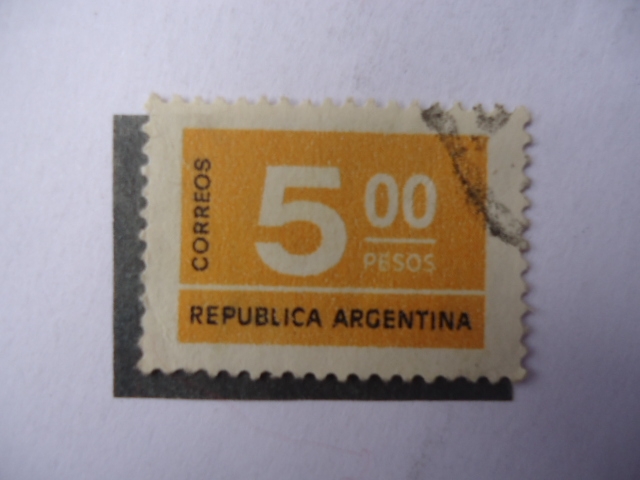 CORREOS
5 00
PESOS
REPUBLICA ARGENTINA